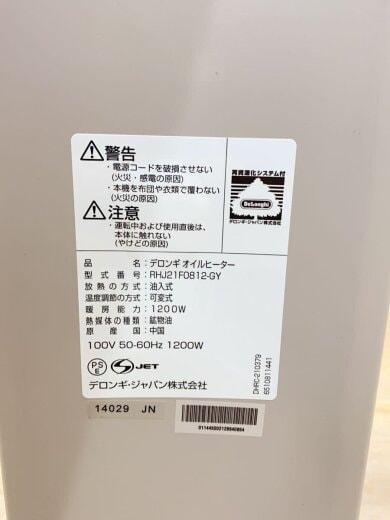 警告
・電源コードを破損させない
(火災・感電の原因)
・本機を布団や衣類で覆わない
(火災の原因)
注意
・運転中および使用直後は、
本体に触れない
(やけどの原因)
再資源化システム付
DeLonghi
デロンギ・ジャパン株式会社
品名：デロンギ オイルヒーター
型式番号：RHJ21F0812-GY
放熱の方式：油入式
温度調節の方式：可変式
暖房能力：1200W
熱媒体の種類：鉱物油
原産国：中国
100V 50-60Hz 1200W
PS
E
S JET
デロンギ・ジャパン株式会社
DHRC-210379
6510811441
14029 JN